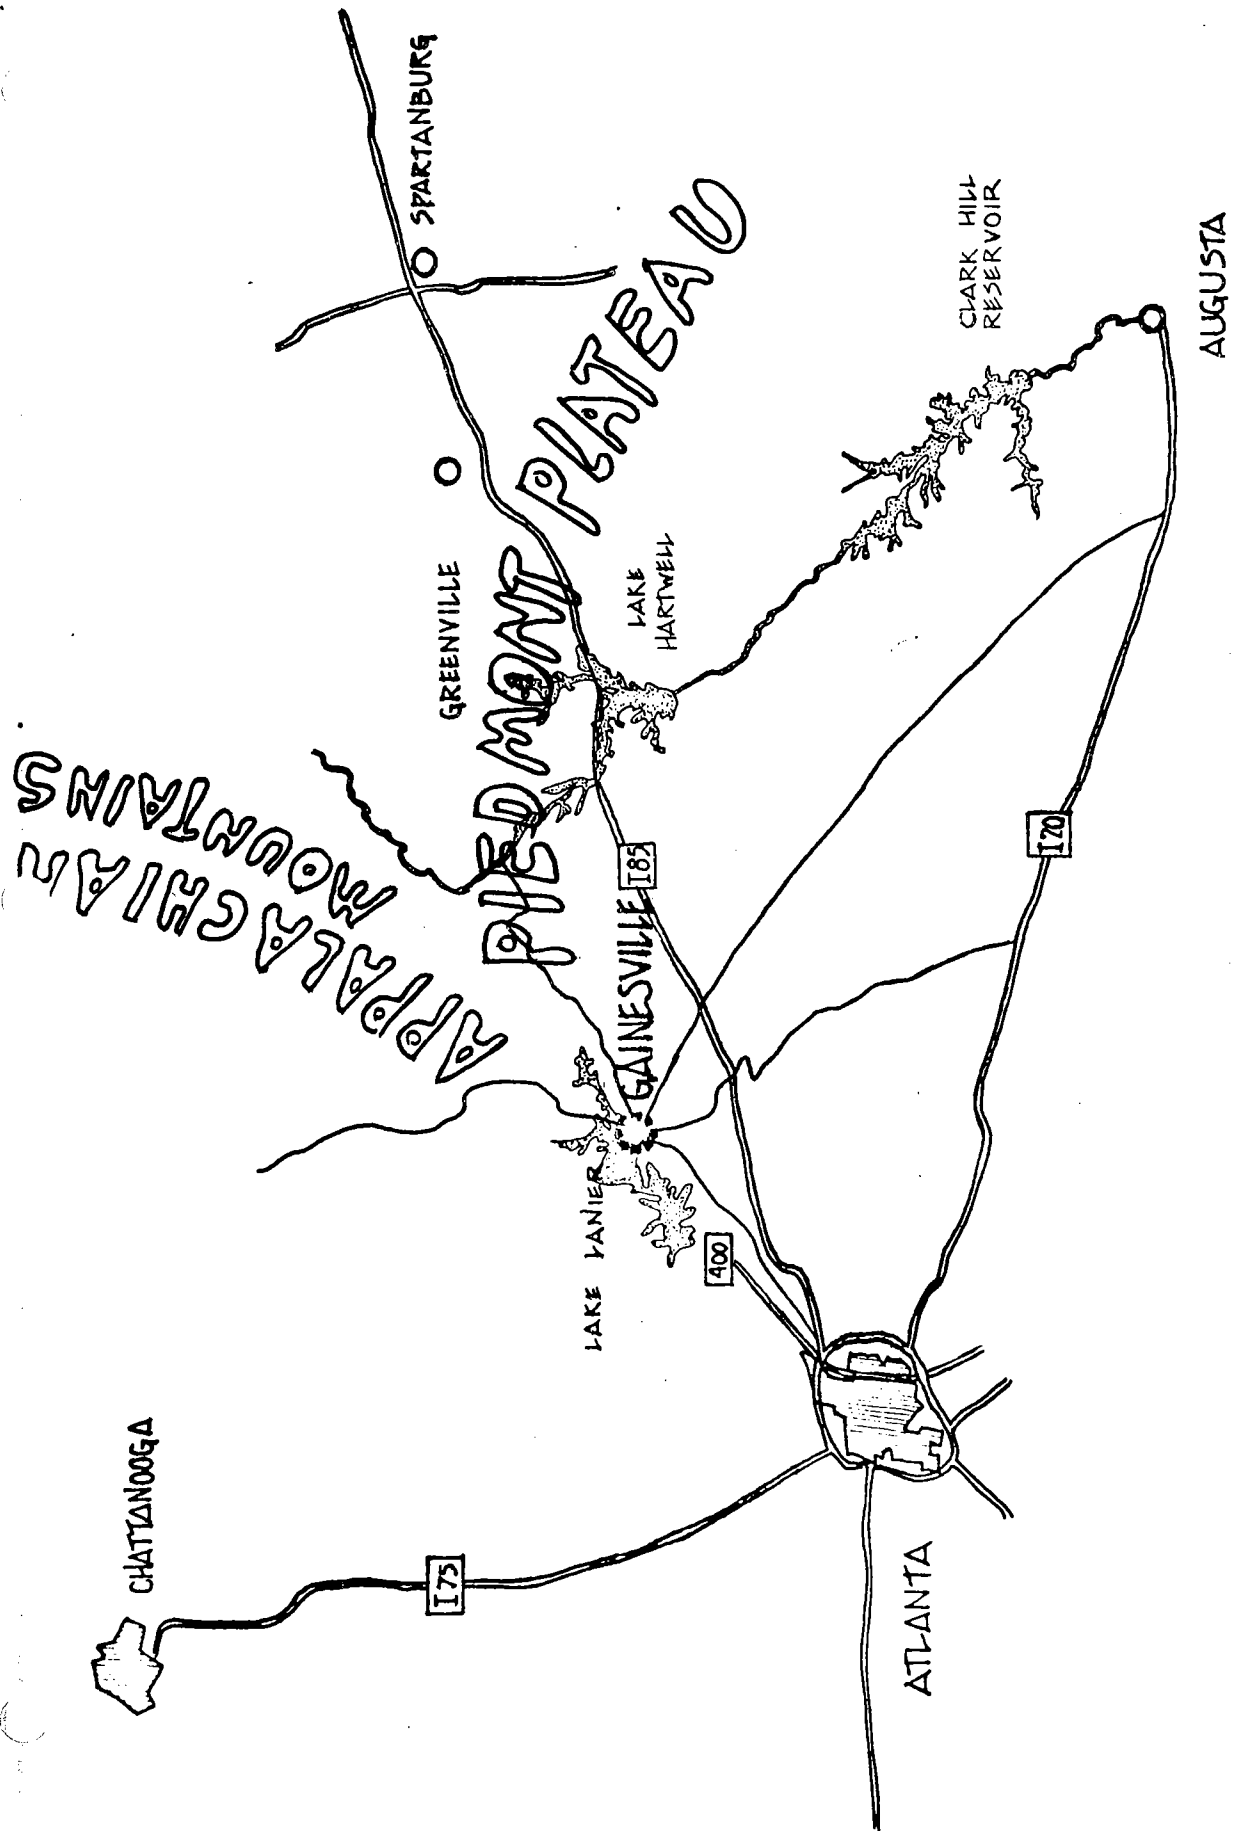 CHATTANOOGA
I75
ATLANTA
400
LAKE LANIER
GAINESVILLE
I85
I20
APPALACHIAN
MOUNTAINS
PIEDMONT PLATEAU
GREENVILLE
LAKE
HARTWELL
SPARTANBURG
CLARK HILL
RESERVOIR
AUGUSTA